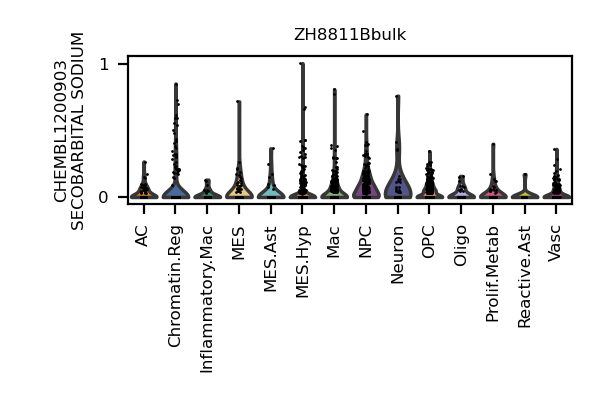 ZH8811Bbulk
CHEMBL1200903
SECOBARBITAL SODIUM
1
0
AC
Chromatin.Reg
Inflammatory.Mac
MES
MES.Ast
MES.Hyp
Mac
NPC
Neuron
OPC
Oligo
Prolif.Metab
Reactive.Ast
Vasc